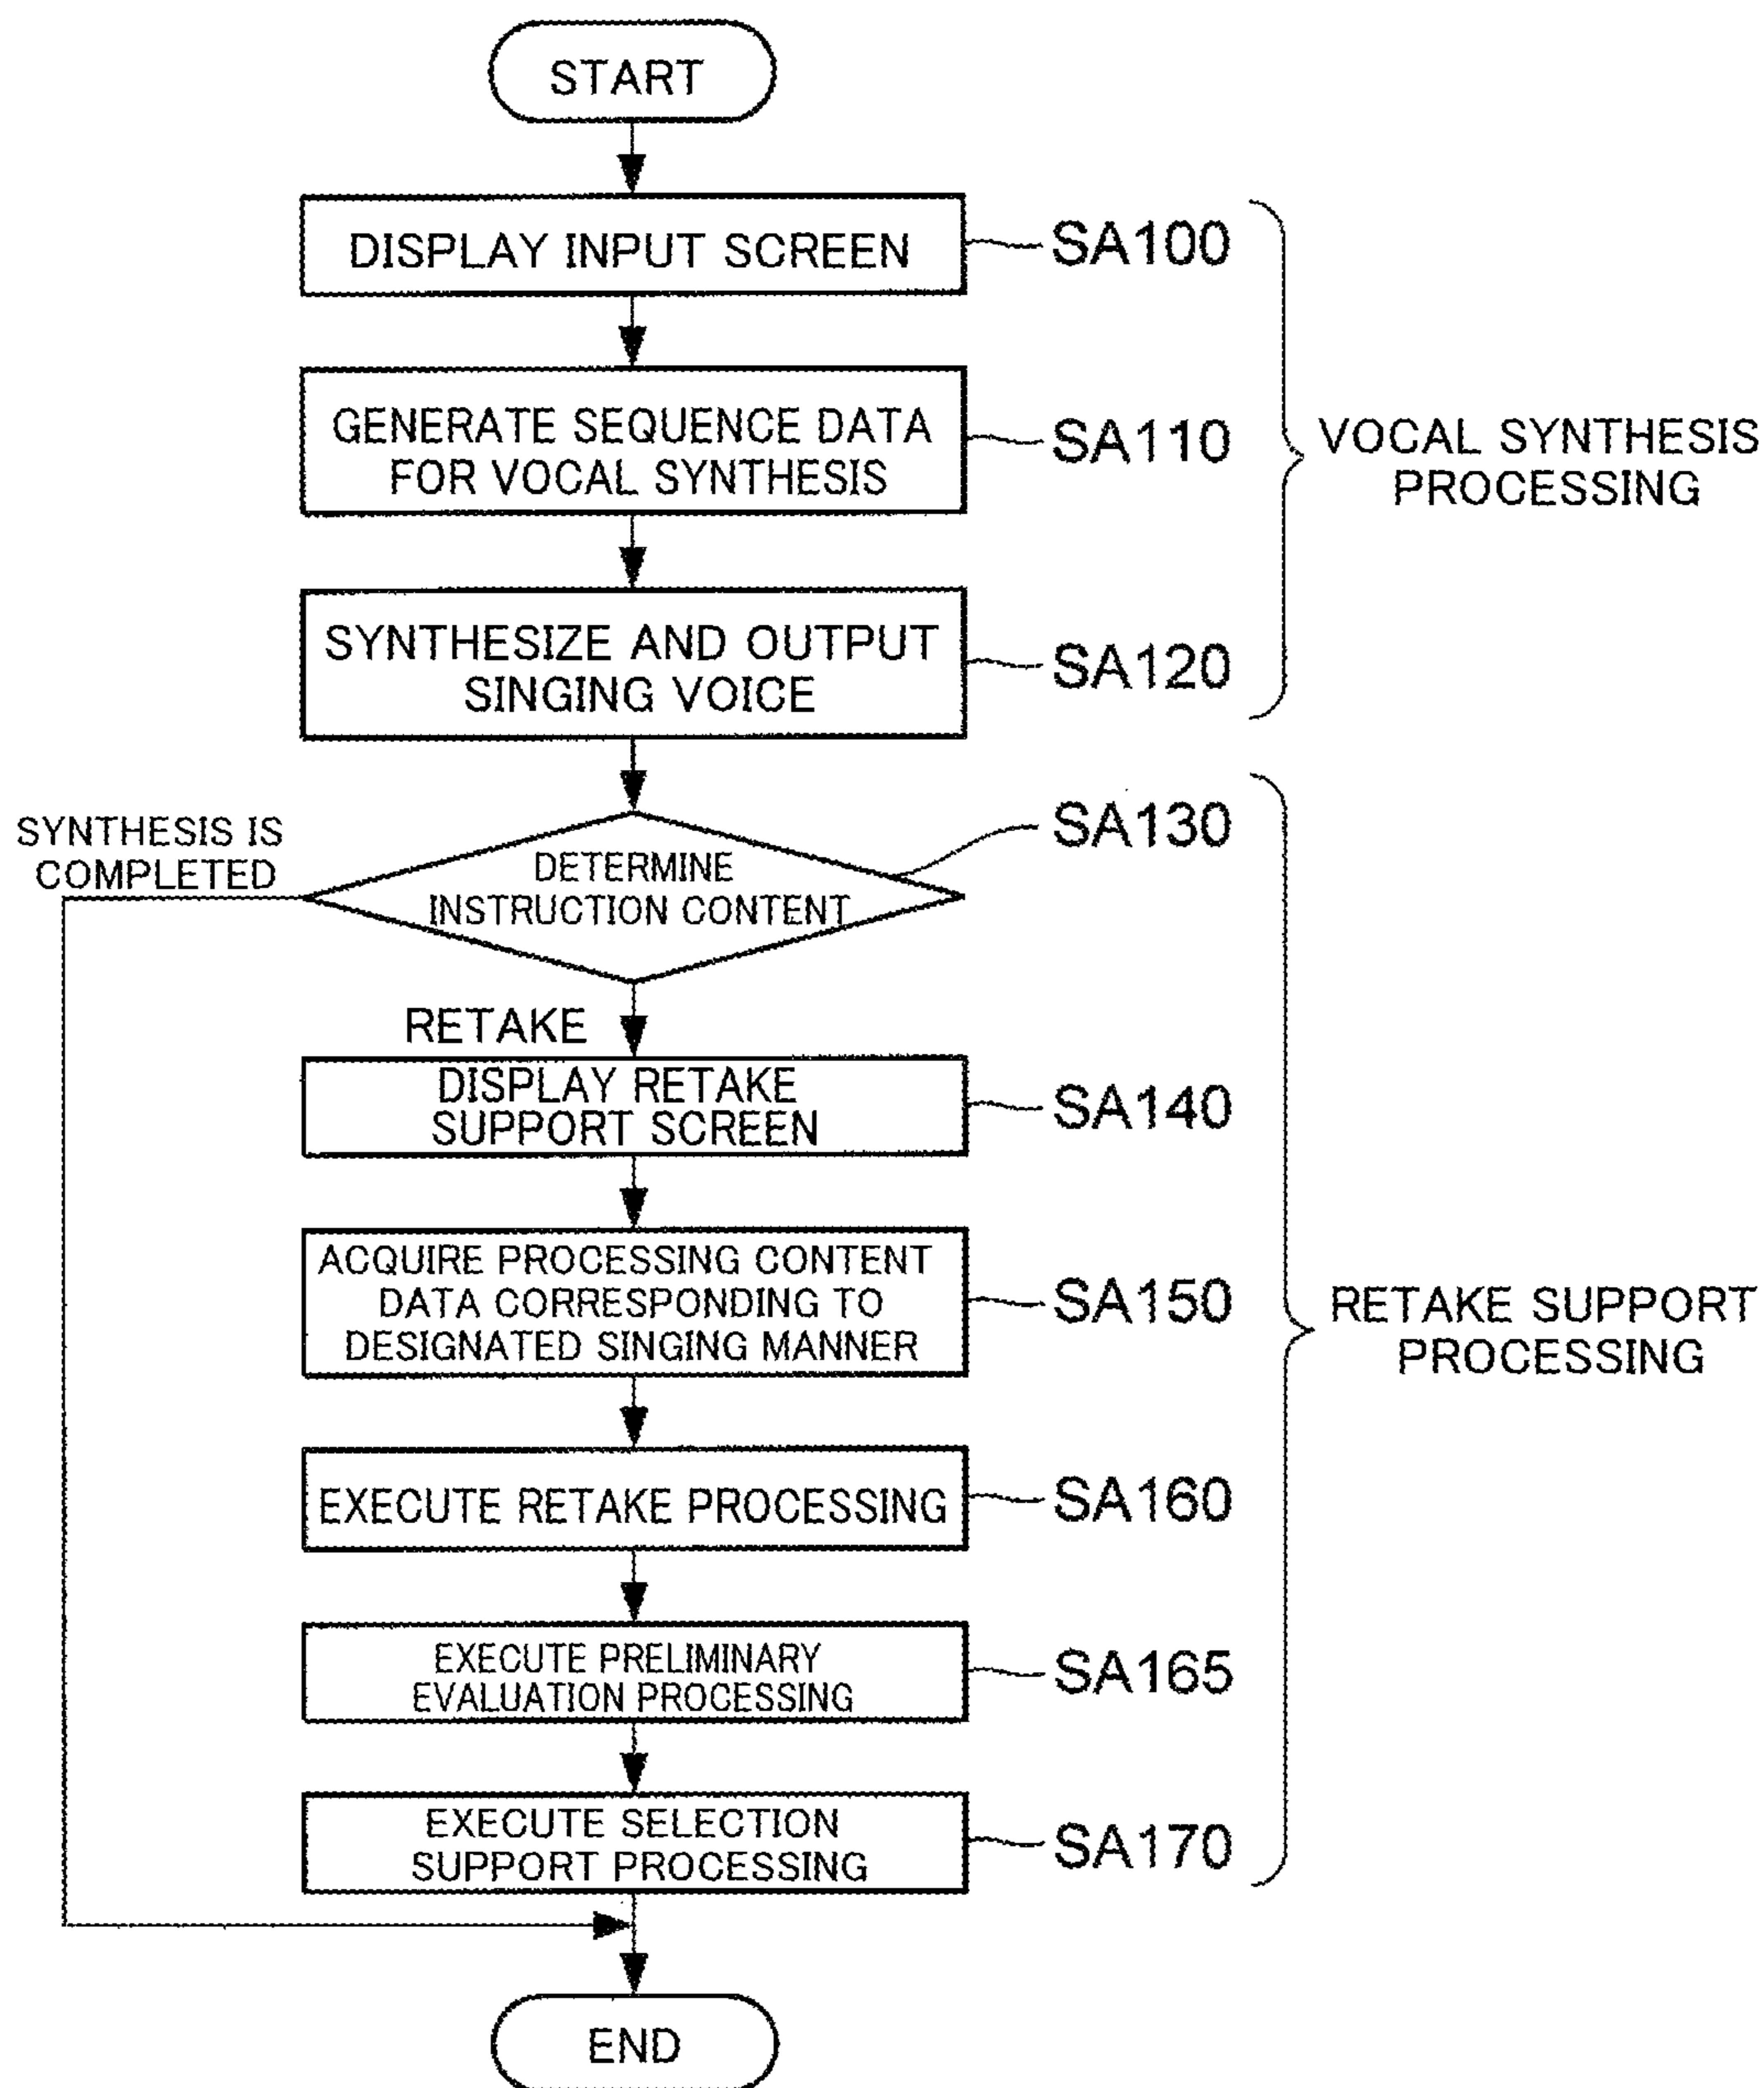 START
DISPLAY INPUT SCREEN
SA100
GENERATE SEQUENCE DATA
FOR VOCAL SYNTHESIS
SA110
VOCAL SYNTHESIS
PROCESSING
SYNTHESIZE AND OUTPUT
SINGING VOICE
SA120
SA130
SYNTHESIS IS
COMPLETED
DETERMINE
INSTRUCTION CONTENT
RETAKE
DISPLAY RETAKE
SUPPORT SCREEN
SA140
ACQUIRE PROCESSING CONTENT
DATA CORRESPONDING TO
DESIGNATED SINGING MANNER
SA150
RETAKE SUPPORT
PROCESSING
EXECUTE RETAKE PROCESSING
SA160
EXECUTE PRELIMINARY
EVALUATION PROCESSING
SA165
EXECUTE SELECTION
SUPPORT PROCESSING
SA170
END